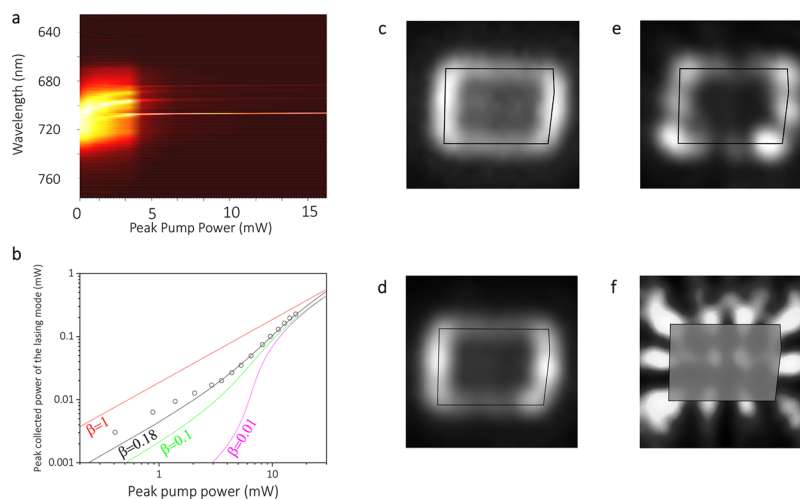 a
640
680
720
760
Wavelength (nm)
0 5 10 15
Peak Pump Power (mW)
b
Peak collected power of the lasing mode (mW)
1
0.1
0.01
0.001
β=1
β=0.18
β=0.1
β=0.01
1 10
Peak pump power (mW)
c
e
d
f